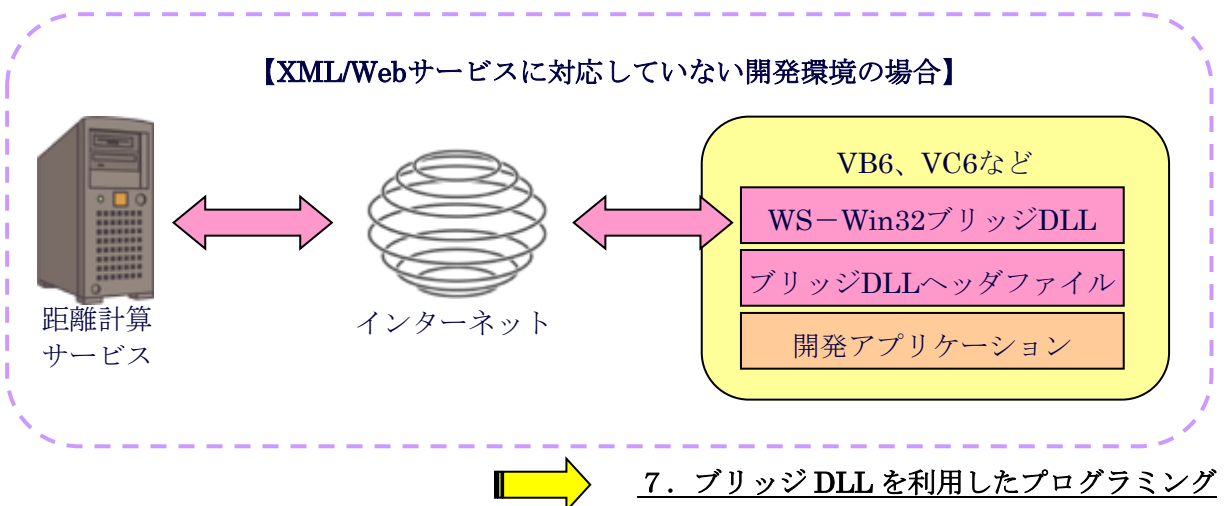 【XML/Webサービスに対応していない開発環境の場合】
距離計算
サービス
インターネット
VB6、VC6など
WS－Win32ブリッジDLL
ブリッジDLLヘッダファイル
開発アプリケーション
７．ブリッジ DLL を利用したプログラミング